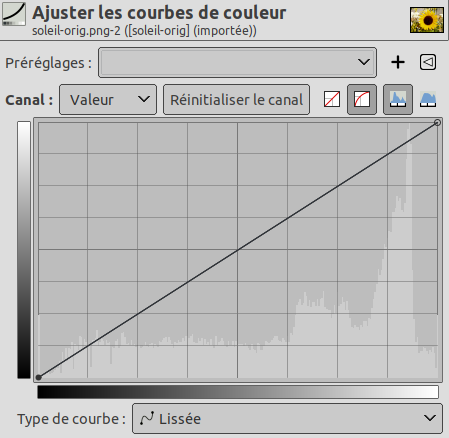 Ajuster les courbes de couleur
soleil-orig.png-2 ([soleil-orig] (importée))
Préréglages :
Canal : Valeur Réinitialiser le canal
Type de courbe : Lissée